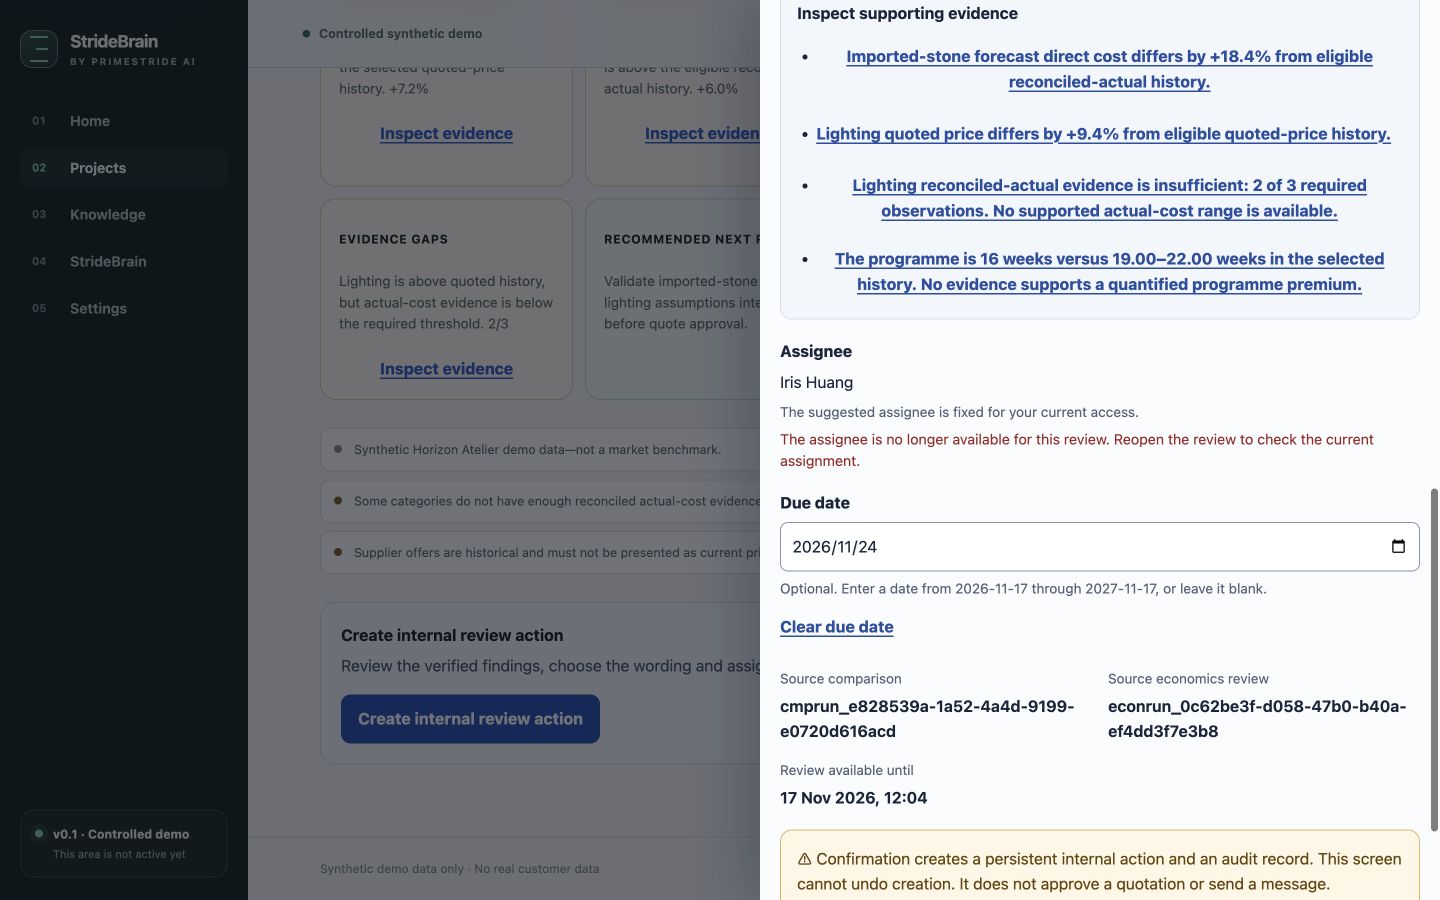 StrideBrain
BY PRIMESTRIDE AI
01 Home
02 Projects
03 Knowledge
04 StrideBrain
05 Settings
v0.1 · Controlled demo
This area is not active yet
Controlled synthetic demo
the selected quoted-price
history. +7.2%
Inspect evidence
is above the eligible reco
actual history. +6.0%
Inspect eviden
EVIDENCE GAPS
Lighting is above quoted history,
but actual-cost evidence is below
the required threshold. 2/3
Inspect evidence
RECOMMENDED NEXT R
Validate imported-stone
lighting assumptions inte
before quote approval.
Synthetic Horizon Atelier demo data—not a market benchmark.
Some categories do not have enough reconciled actual-cost evidence
Supplier offers are historical and must not be presented as current pri
Create internal review action
Review the verified findings, choose the wording and assig
Create internal review action
Synthetic demo data only · No real customer data
Inspect supporting evidence
• Imported-stone forecast direct cost differs by +18.4% from eligible
reconciled-actual history.
• Lighting quoted price differs by +9.4% from eligible quoted-price history.
• Lighting reconciled-actual evidence is insufficient: 2 of 3 required
observations. No supported actual-cost range is available.
• The programme is 16 weeks versus 19.00–22.00 weeks in the selected
history. No evidence supports a quantified programme premium.
Assignee
Iris Huang
The suggested assignee is fixed for your current access.
The assignee is no longer available for this review. Reopen the review to check the current
assignment.
Due date
2026/11/24
Optional. Enter a date from 2026-11-17 through 2027-11-17, or leave it blank.
Clear due date
Source comparison
cmprun_e828539a-1a52-4a4d-9199-
e0720d616acd
Source economics review
econrun_0c62be3f-d058-47b0-b40a-
ef4dd3f7e3b8
Review available until
17 Nov 2026, 12:04
⚠ Confirmation creates a persistent internal action and an audit record. This screen
cannot undo creation. It does not approve a quotation or send a message.